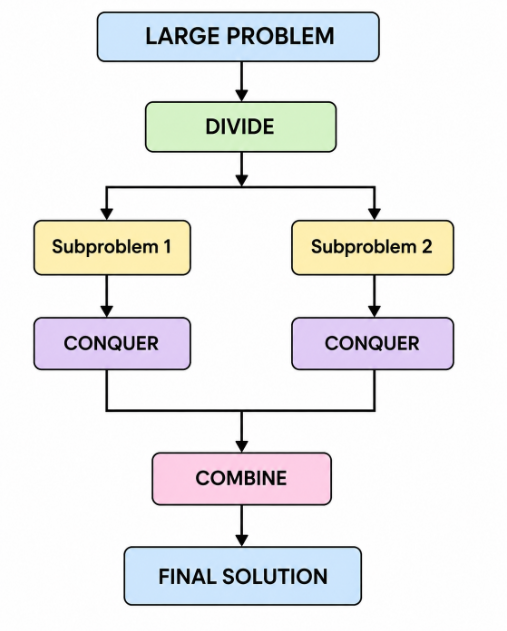 LARGE PROBLEM
DIVIDE
Subproblem 1
Subproblem 2
CONQUER
CONQUER
COMBINE
FINAL SOLUTION